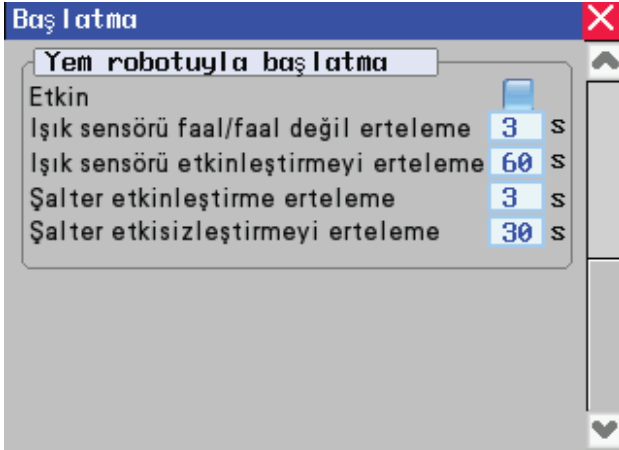 Başlatma
Yem robotuyla başlatma
Etkin
Işık sensörü faal/faal değil erteleme 3 s
Işık sensörü etkinleştirmeyi erteleme 60 s
Şalter etkinleştirme erteleme 3 s
Şalter etkisizleştirmeyi erteleme 30 s